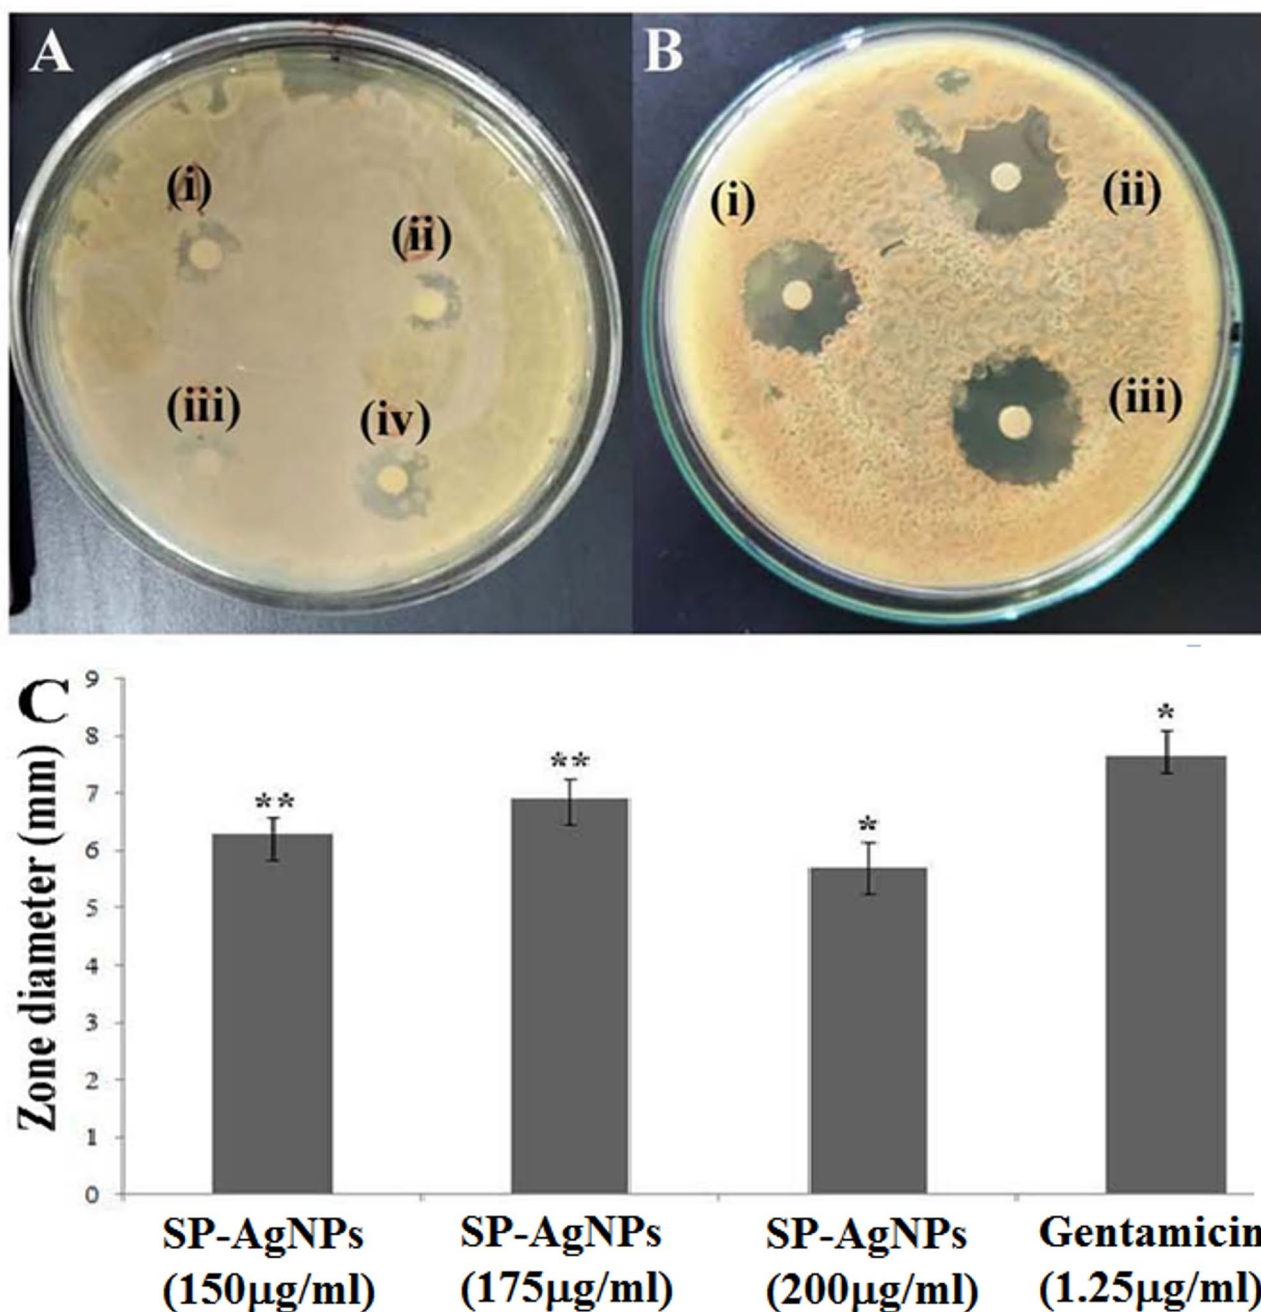 A
B
(i)
(ii)
(iii)
(iv)
(i)
(ii)
(iii)
C
Zone diameter (mm)
9
8
7
6
5
4
3
2
1
0
**
**
*
*
SP-AgNPs
(150µg/ml)
SP-AgNPs
(175µg/ml)
SP-AgNPs
(200µg/ml)
Gentamicin
(1.25µg/ml)